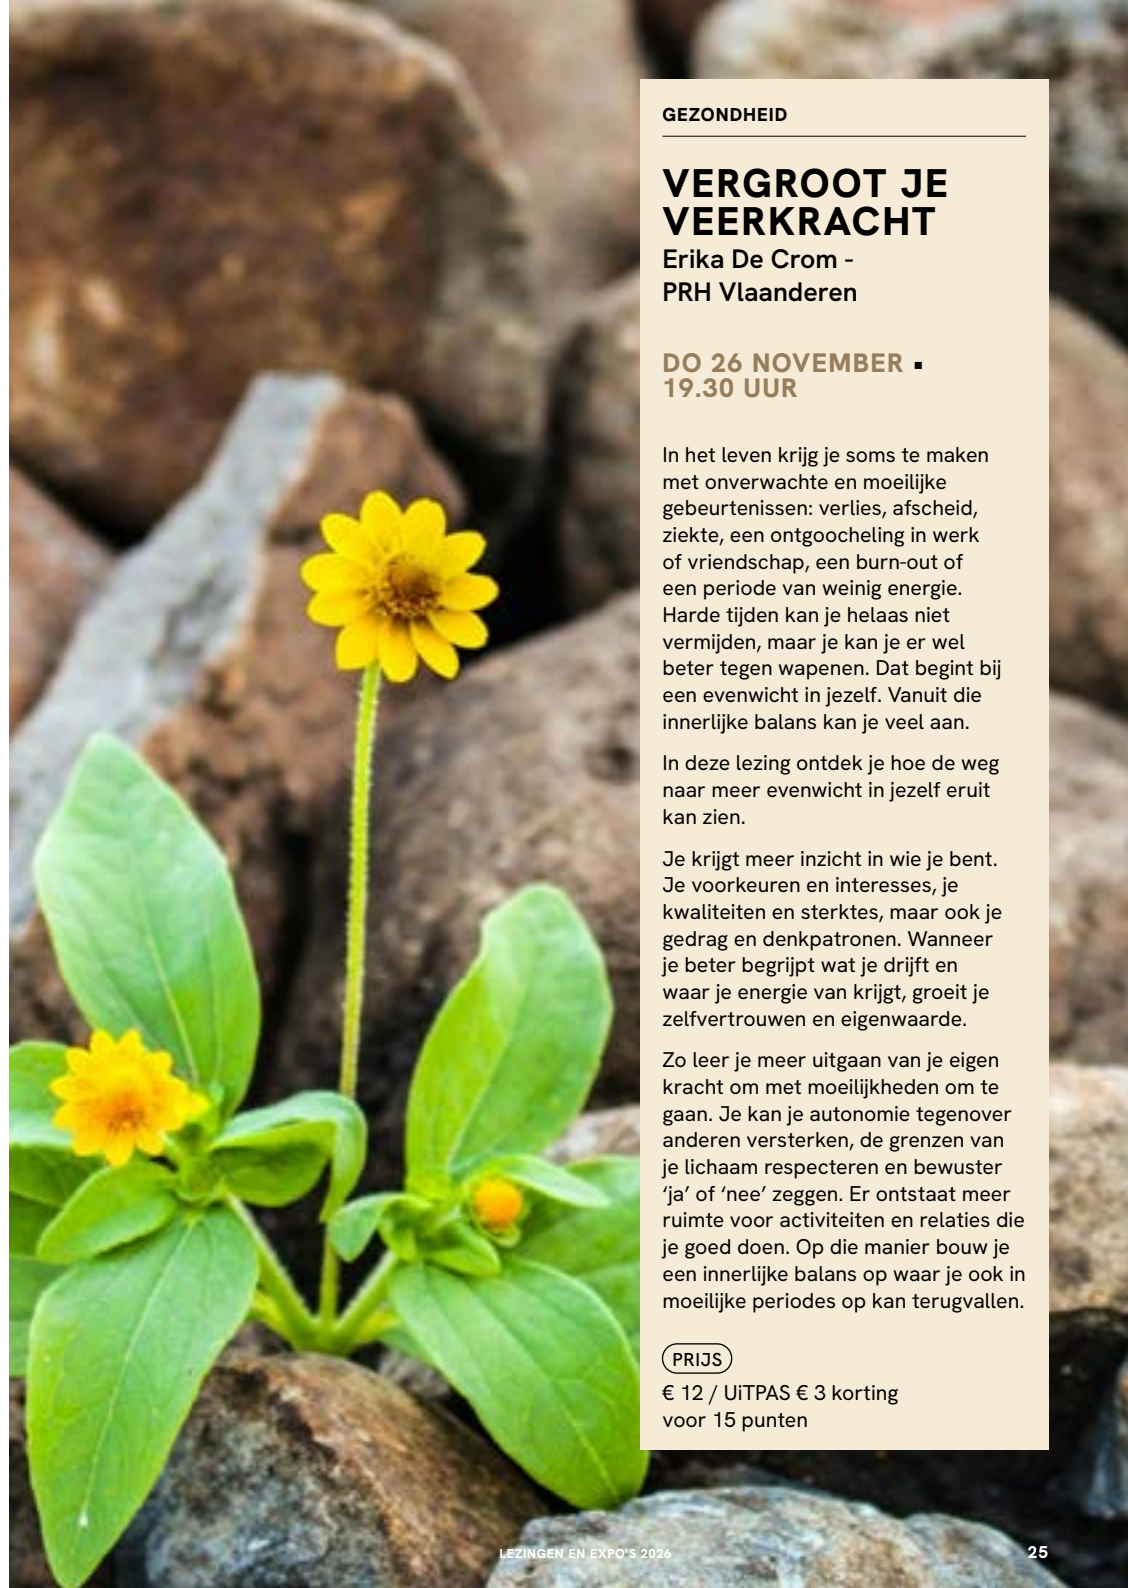 GEZONDHEID
VERGROOT JE
VEERKRACHT
Erika De Crom -
PRH Vlaanderen
DO 26 NOVEMBER ▪
19.30 UUR
In het leven krijg je soms te maken
met onverwachte en moeilijke
gebeurtenissen: verlies, afscheid,
ziekte, een ontgoocheling in werk
of vriendschap, een burn-out of
een periode van weinig energie.
Harde tijden kan je helaas niet
vermijden, maar je kan je er wel
beter tegen wapenen. Dat begint bij
een evenwicht in jezelf. Vanuit die
innerlijke balans kan je veel aan.
In deze lezing ontdek je hoe de weg
naar meer evenwicht in jezelf eruit
kan zien.
Je krijgt meer inzicht in wie je bent.
Je voorkeuren en interesses, je
kwaliteiten en sterktes, maar ook je
gedrag en denkpatronen. Wanneer
je beter begrijpt wat je drijft en
waar je energie van krijgt, groeit je
zelfvertrouwen en eigenwaarde.
Zo leer je meer uitgaan van je eigen
kracht om met moeilijkheden om te
gaan. Je kan je autonomie tegenover
anderen versterken, de grenzen van
je lichaam respecteren en bewuster
‘ja’ of ‘nee’ zeggen. Er ontstaat meer
ruimte voor activiteiten en relaties die
je goed doen. Op die manier bouw je
een innerlijke balans op waar je ook in
moeilijke periodes op kan terugvallen.
PRIJS
€ 12 / UiTPAS € 3 korting
voor 15 punten
LEZINGEN EN EXPO'S 2026
25